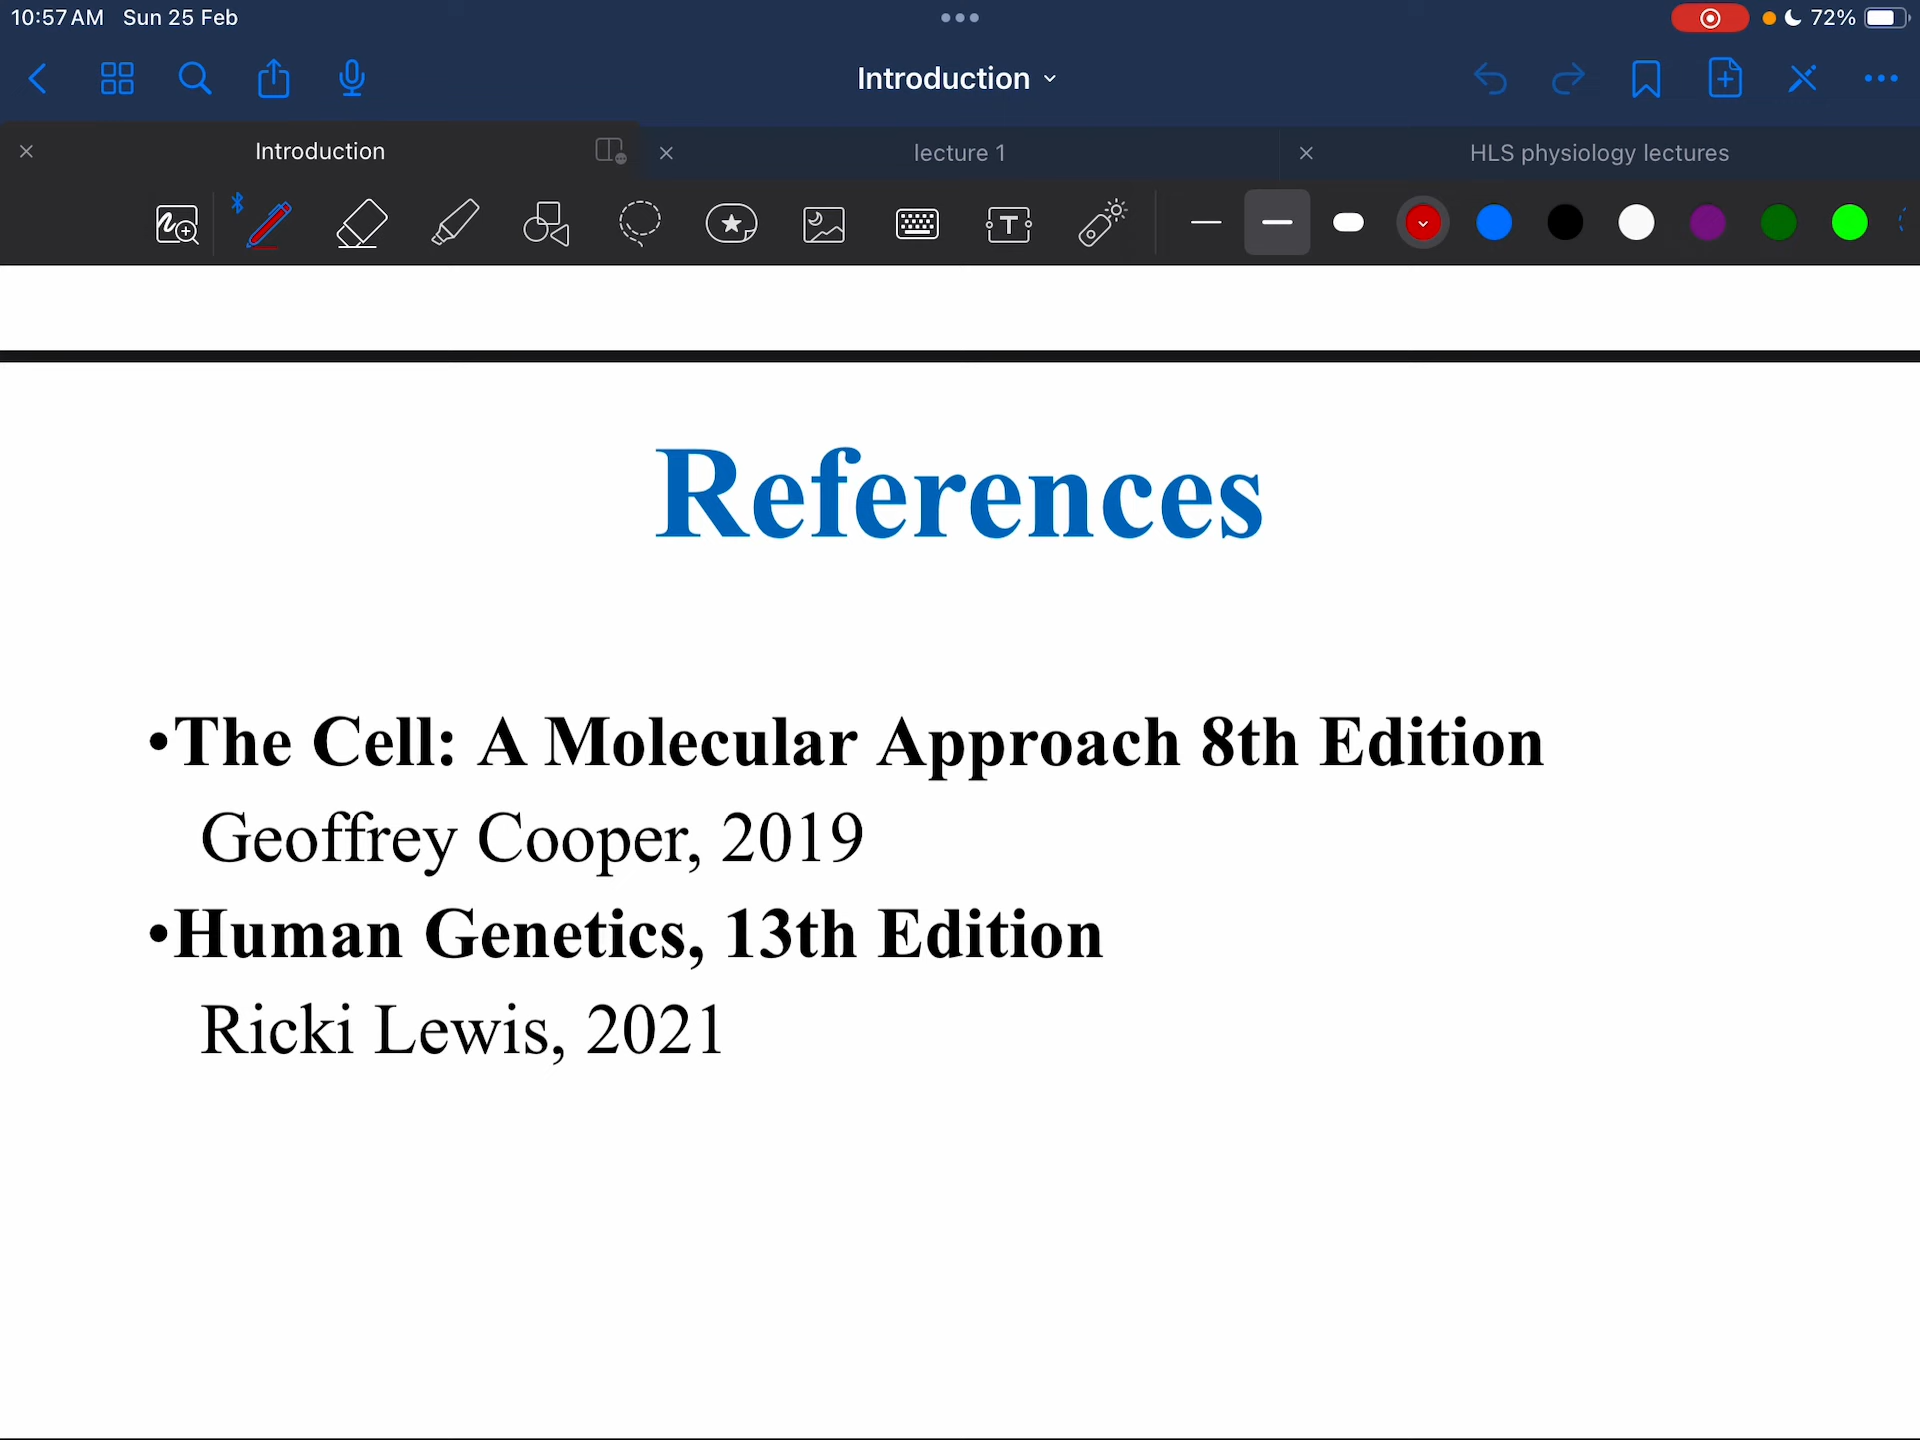 10:57 AM Sun 25 Feb
72%
Introduction
Introduction
lecture 1
HLS physiology lectures
T
References
•The Cell: A Molecular Approach 8th Edition
Geoffrey Cooper, 2019
•Human Genetics, 13th Edition
Ricki Lewis, 2021